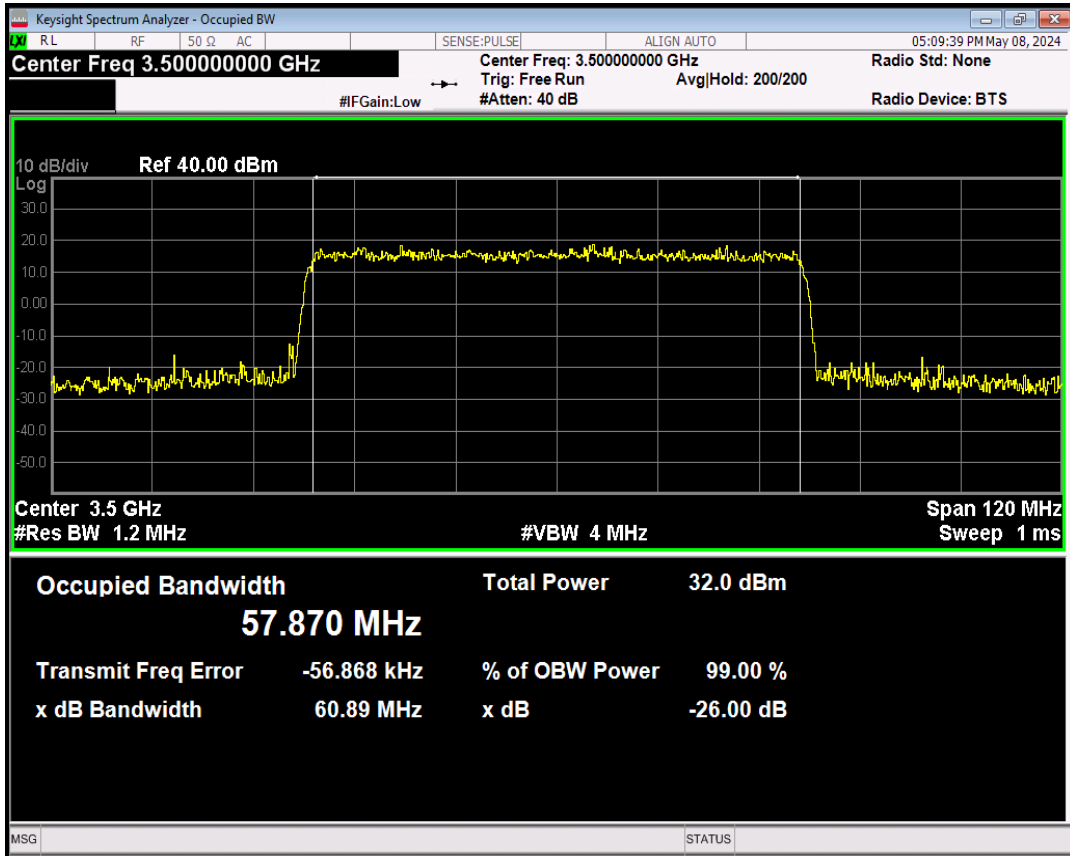 Keysight Spectrum Analyzer - Occupied BW
LXI RL RF 50 Ω AC SENSE:PULSE ALIGN AUTO 05:09:39 PM May 08, 2024
Center Freq 3.500000000 GHz Center Freq: 3.500000000 GHz Radio Std: None
Trig: Free Run Avg|Hold: 200/200
#IFGain:Low #Atten: 40 dB Radio Device: BTS
10 dB/div Ref 40.00 dBm
Log
30.0
20.0
10.0
0.00
-10.0
-20.0
-30.0
-40.0
-50.0
Center 3.5 GHz Span 120 MHz
#Res BW 1.2 MHz #VBW 4 MHz Sweep 1 ms
Occupied Bandwidth Total Power 32.0 dBm
57.870 MHz
Transmit Freq Error -56.868 kHz % of OBW Power 99.00 %
x dB Bandwidth 60.89 MHz x dB -26.00 dB
MSG STATUS